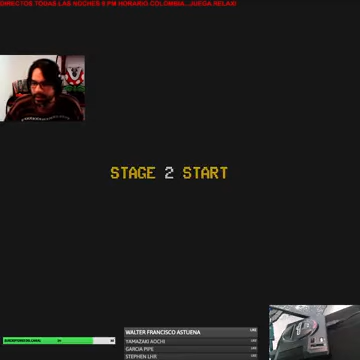 DIRECTOS TODAS LAS NOCHES 8 PM HORARIO COLOMBIA...JUEGA RELAXI
STAGE 2 START
WALTER FRANCISCO ASTUENA
YAMAZAKI AOCHI
GARCIA PIPE
STEPHEN LHR